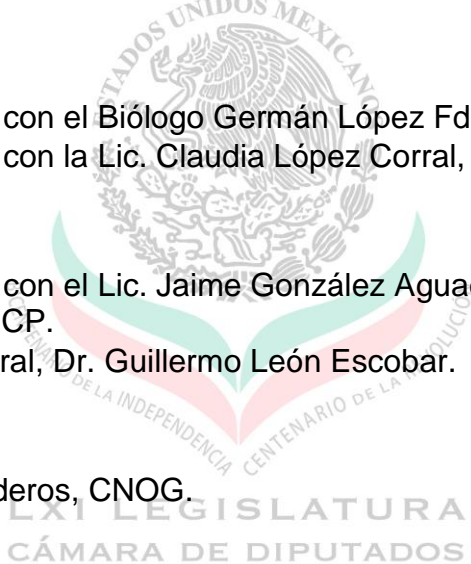 ESTADOS UNIDOS MEXICANOS
con el Biólogo Germán López Fd
con la Lic. Claudia López Corral,
con el Lic. Jaime González Agua
CP.
ral, Dr. Guillermo León Escobar.
DE LA INDEPENDENCIA
CENTENARIO DE LA
deros, CNOG.
LXI LEGISLATURA
CÁMARA DE DIPUTADOS